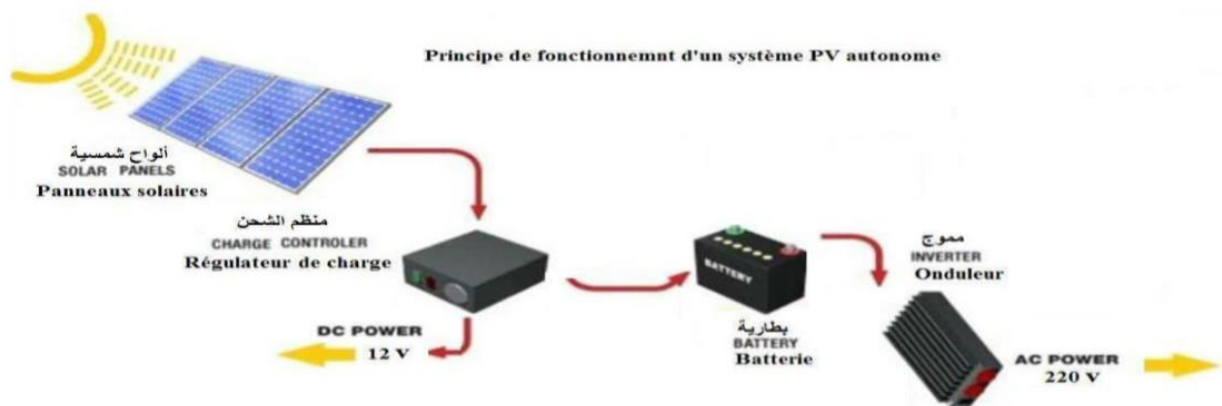 Principe de fonctionnemnt d'un système PV autonome
ألواح شمسية
SOLAR PANELS
Panneaux solaires
منظم الشحن
CHARGE CONTROLER
Régulateur de charge
DC POWER
12 V
BATTERY
بطارية
BATTERY
Batterie
مموج
INVERTER
Onduleur
AC POWER
220 V